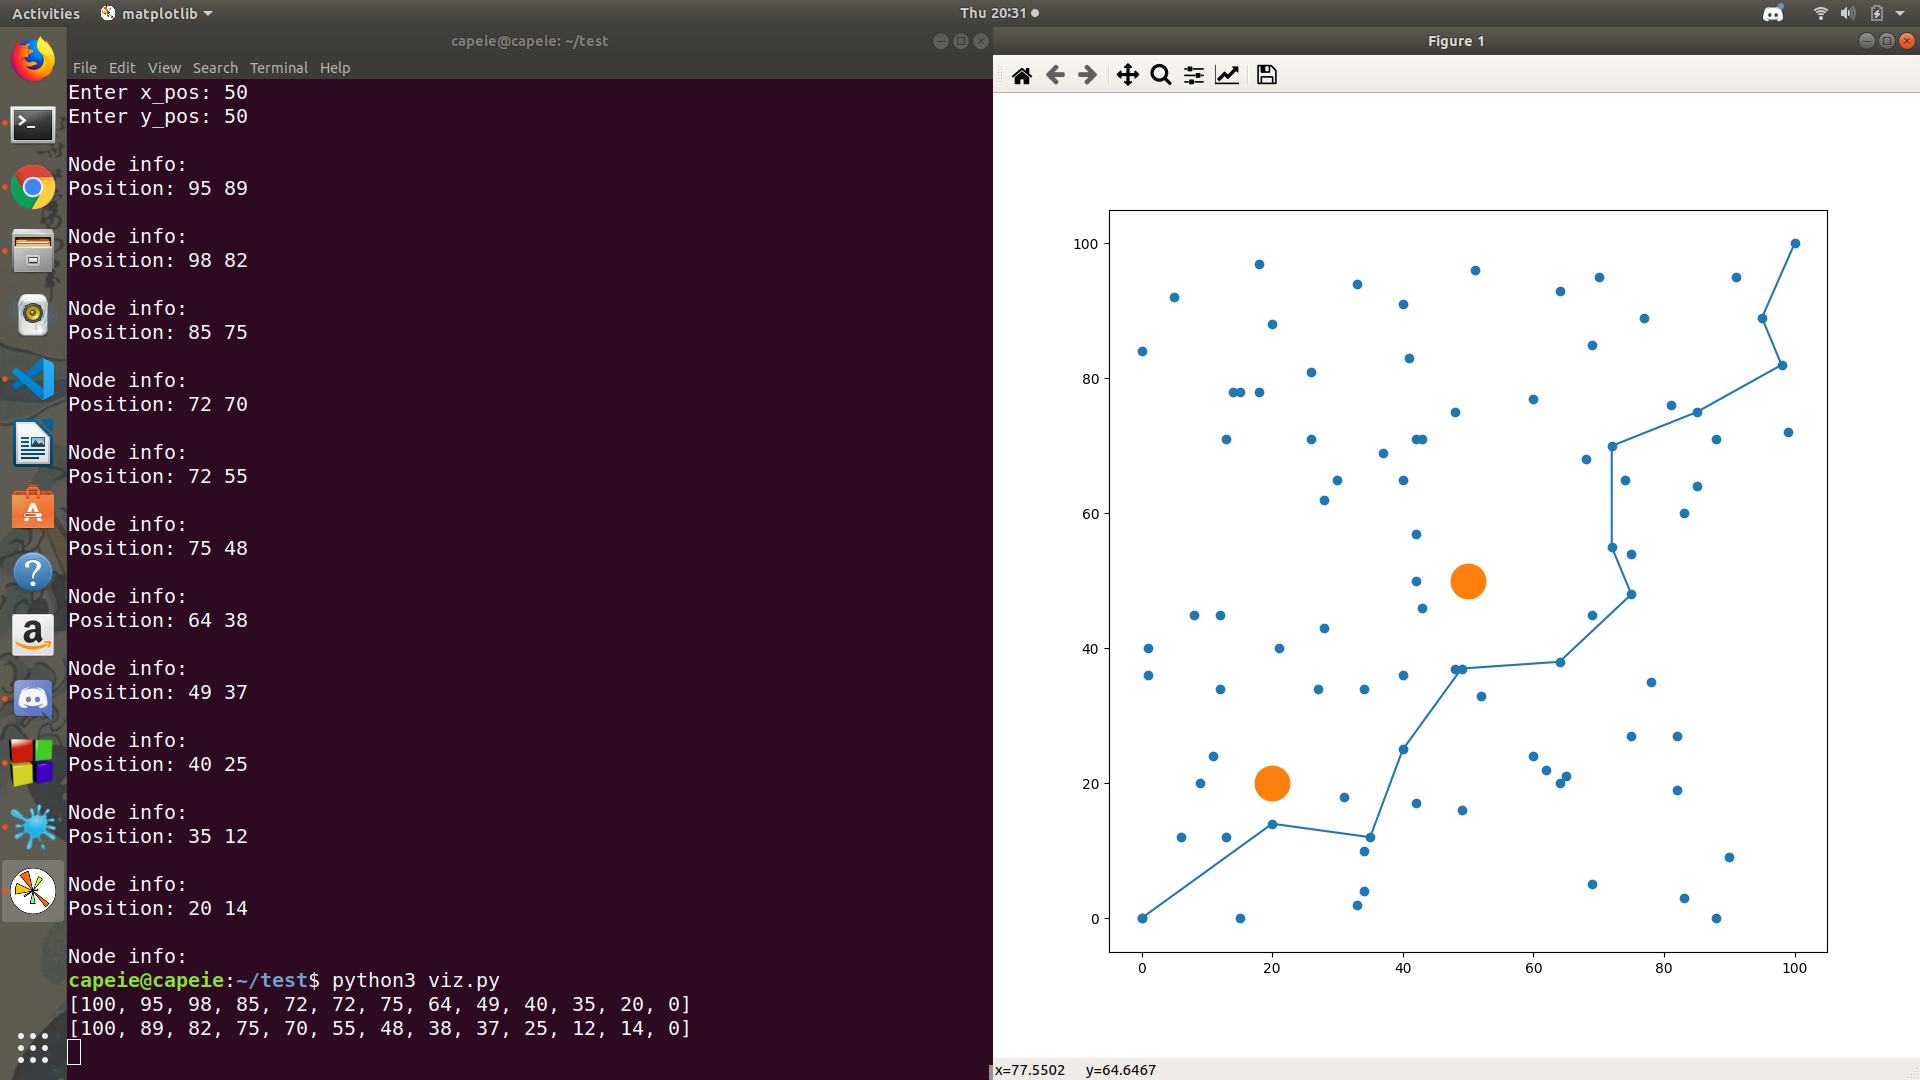 Activities matplotlib Thu 20:31
capeie@capeie: ~/test
File Edit View Search Terminal Help
Enter x_pos: 50
Enter y_pos: 50
Node info:
Position: 95 89
Node info:
Position: 98 82
Node info:
Position: 85 75
Node info:
Position: 72 70
Node info:
Position: 72 55
Node info:
Position: 75 48
Node info:
Position: 64 38
Node info:
Position: 49 37
Node info:
Position: 40 25
Node info:
Position: 35 12
Node info:
Position: 20 14
Node info:
capeie@capeie:~/test$ python3 viz.py
[100, 95, 98, 85, 72, 72, 75, 64, 49, 40, 35, 20, 0]
[100, 89, 82, 75, 70, 55, 48, 38, 37, 25, 12, 14, 0]
Figure 1
100
80
60
40
20
0
0 20 40 60 80 100
x=77.5502 y=64.6467